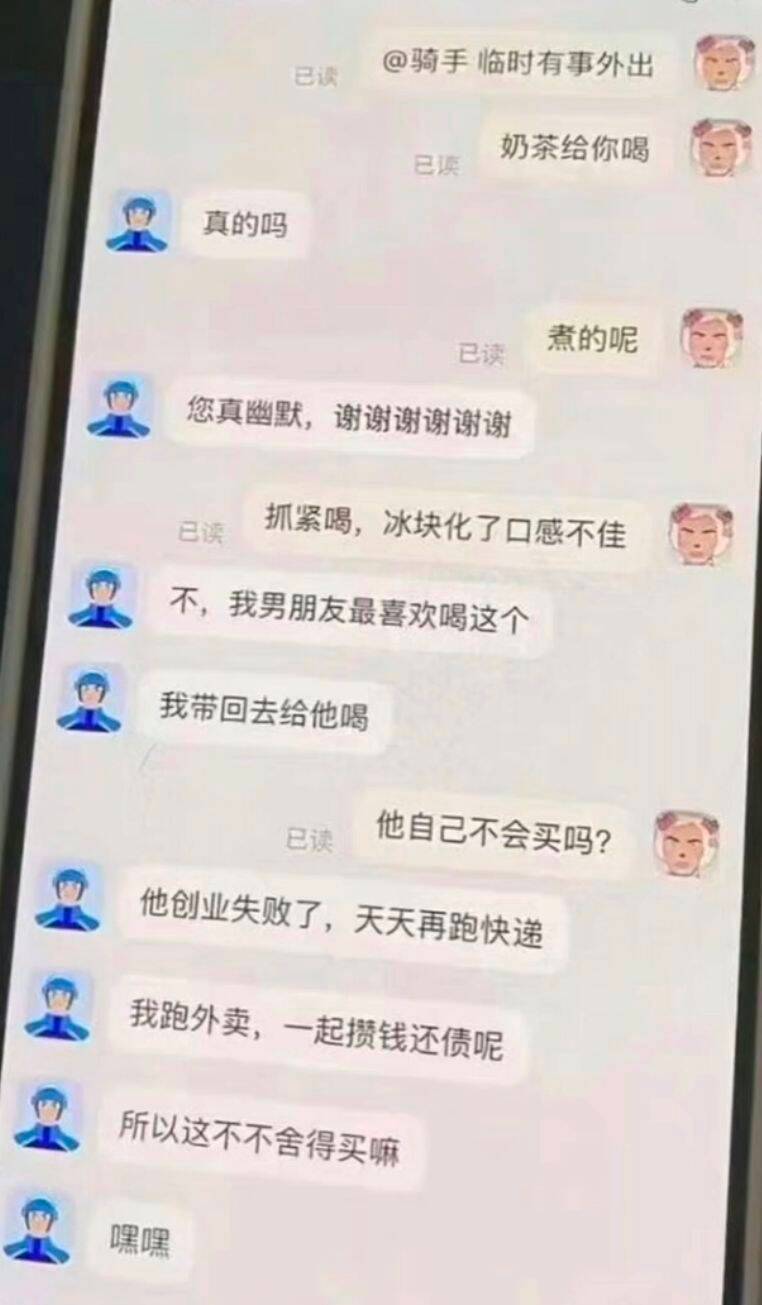 @骑手 临时有事外出
已读
奶茶给你喝
已读
真的吗
煮的呢
已读
您真幽默，谢谢谢谢谢谢
抓紧喝，冰块化了口感不佳
已读
不，我男朋友最喜欢喝这个
我带回去给他喝
他自己不会买吗?
已读
他创业失败了，天天再跑快递
我跑外卖，一起攒钱还债呢
所以这不不舍得买嘛
嘿嘿